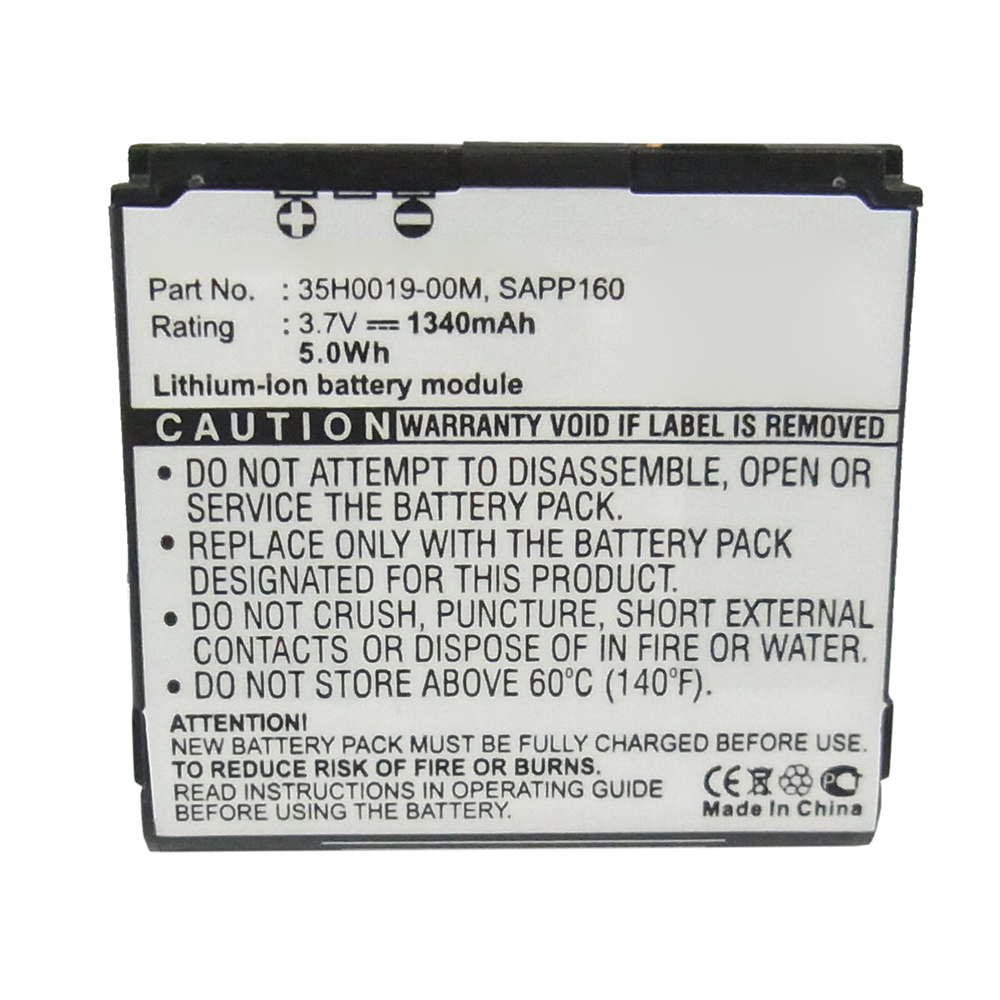 Part No. : 35H0019-00M, SAPP160
Rating : 3.7V 1340mAh
5.0Wh
Lithium-ion battery module
CAUTION WARRANTY VOID IF LABEL IS REMOVED
• DO NOT ATTEMPT TO DISASSEMBLE, OPEN OR
SERVICE THE BATTERY PACK.
• REPLACE ONLY WITH THE BATTERY PACK
DESIGNATED FOR THIS PRODUCT.
• DO NOT CRUSH, PUNCTURE, SHORT EXTERNAL
CONTACTS OR DISPOSE OF IN FIRE OR WATER.
• DO NOT STORE ABOVE 60°C (140°F).
ATTENTION!
NEW BATTERY PACK MUST BE FULLY CHARGED BEFORE USE.
TO REDUCE RISK OF FIRE OR BURNS.
READ INSTRUCTIONS IN OPERATING GUIDE
BEFORE USING THE BATTERY.
CE
Made In China